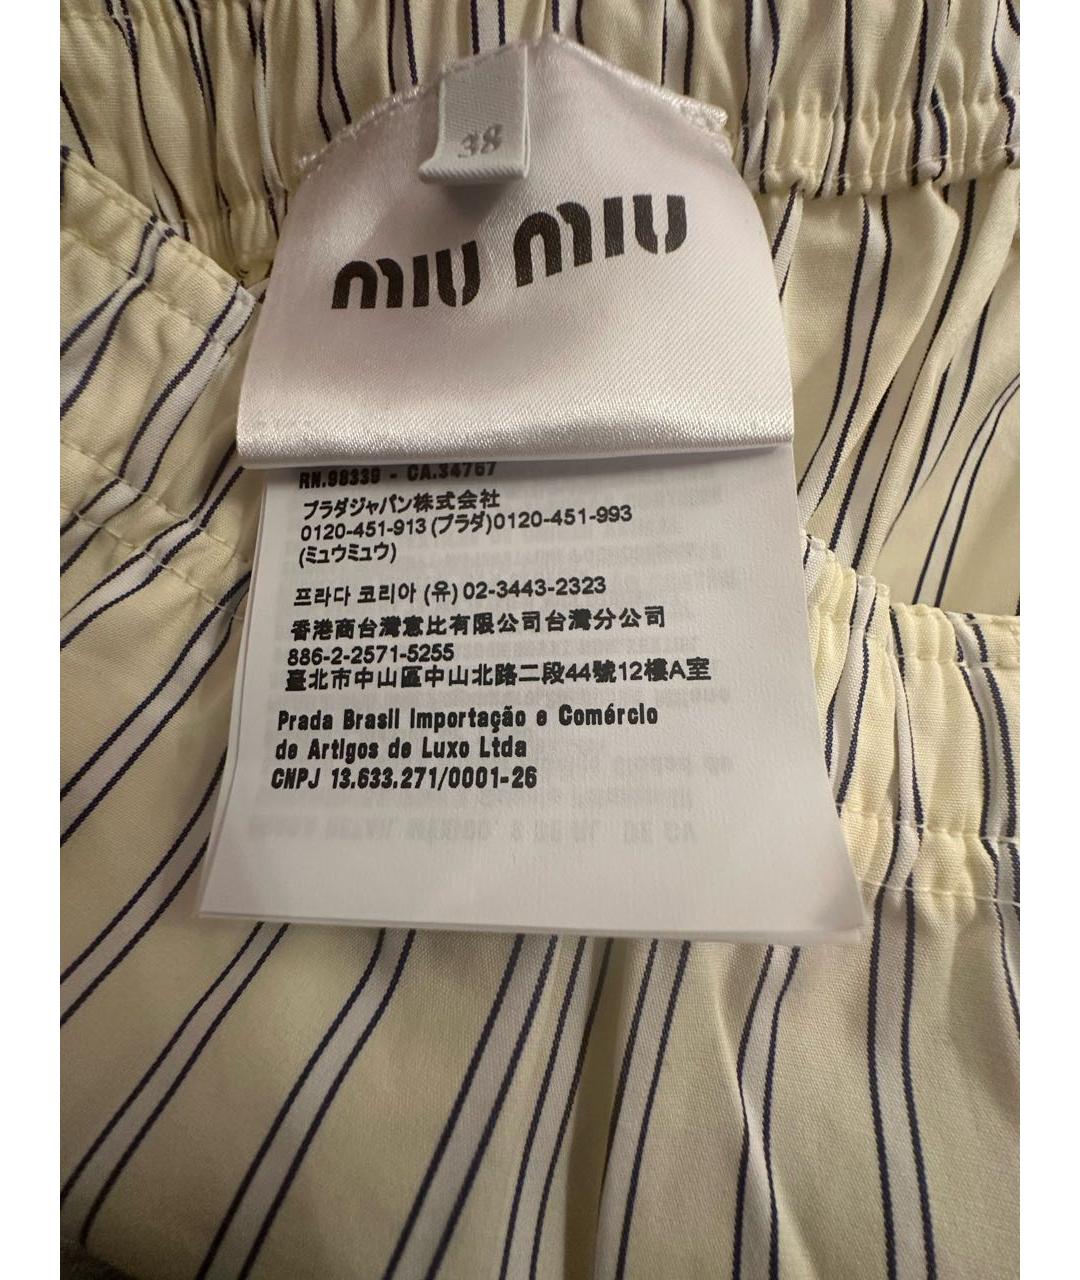 38
miu miu
RN.98339 - CA.34767
プラダジャパン株式会社
0120-451-913 (プラダ)0120-451-993
(ミュウミュウ)
프라다 코리아 (유) 02-3443-2323
香港商台灣意比有限公司台灣分公司
886-2-2571-5255
臺北市中山區中山北路二段44號12樓A室
Prada Brasil Importação e Comércio
de Artigos de Luxo Ltda
CNPJ 13.633.271/0001-26